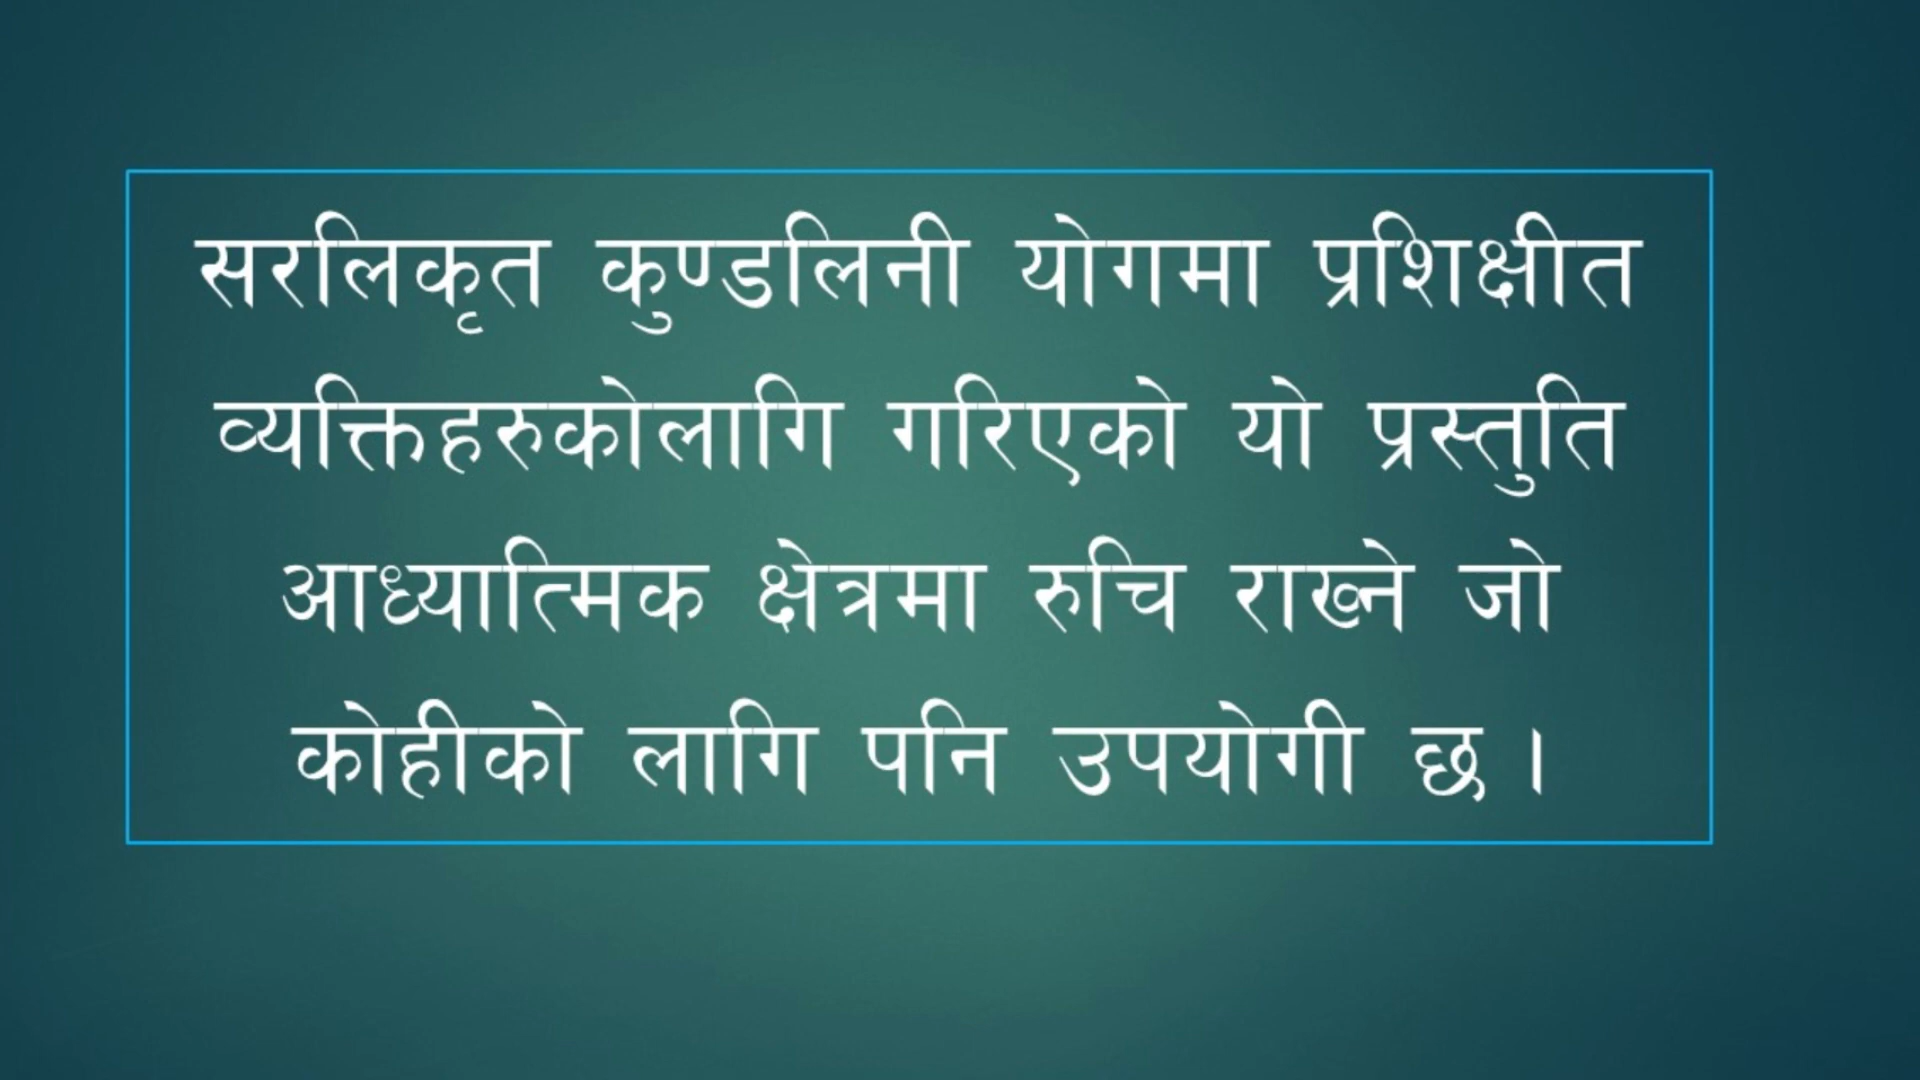 सरलिकृत कुण्डलिनी योगमा प्रशिक्षीत
व्यक्तिहरुकोलागि गरिएको यो प्रस्तुति
आध्यात्मिक क्षेत्रमा रुचि राख्ने जो
कोहीको लागि पनि उपयोगी छ ।